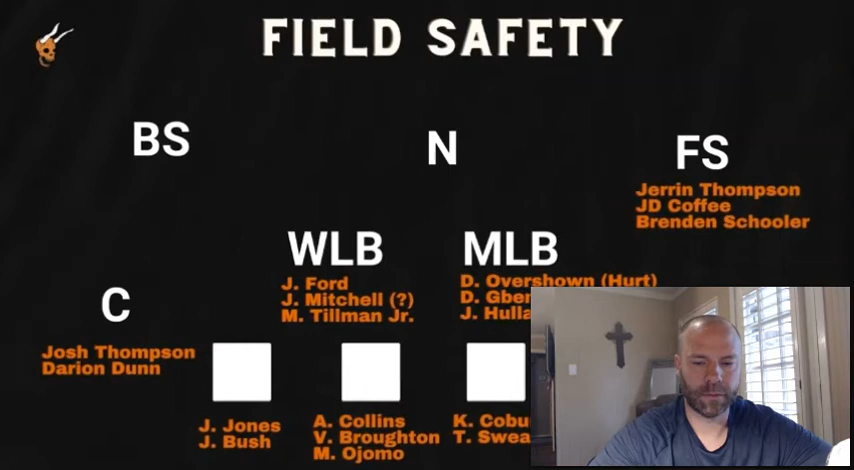 FIELD SAFETY
BS
N
FS
Jerrin Thompson
JD Coffee
Brenden Schooler
WLB
J. Ford
J. Mitchell (?)
M. Tillman Jr.
MLB
D. Overshown (Hurt)
D.
J.
C
Josh Thompson
Darion Dunn
J. Jones
J. Bush
A. Collins
V. Broughton
M. Ojomo
K.
T.